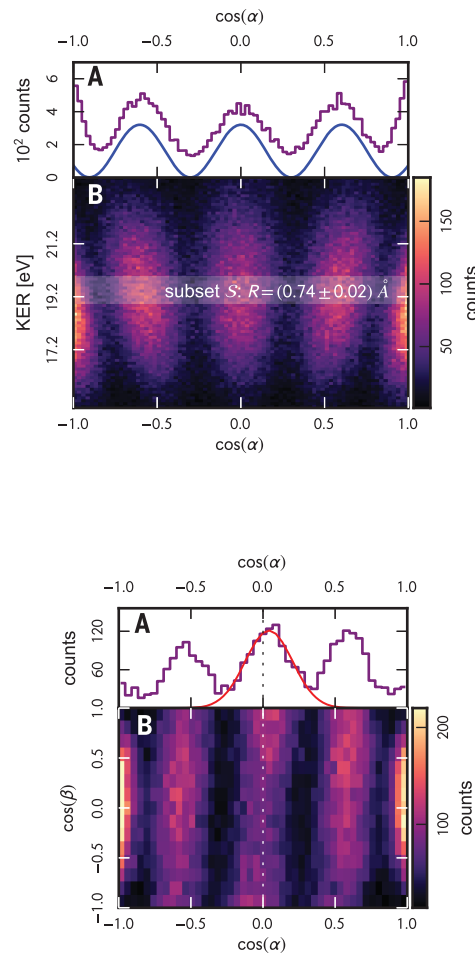 cos(α)
-1.0 -0.5 0.0 0.5 1.0
A
10² counts
6
4
2
0
B
KER [eV]
21.2
19.2
17.2
subset S: R=(0.74±0.02) Å
150
100
50
counts
-1.0 -0.5 0.0 0.5 1.0
cos(α)
cos(α)
-1.0 -0.5 0.0 0.5 1.0
A
counts
120
60
B
cos(β)
1.0
0.5
0.0
-0.5
-1.0
200
100
counts
-1.0 -0.5 0.0 0.5 1.0
cos(α)